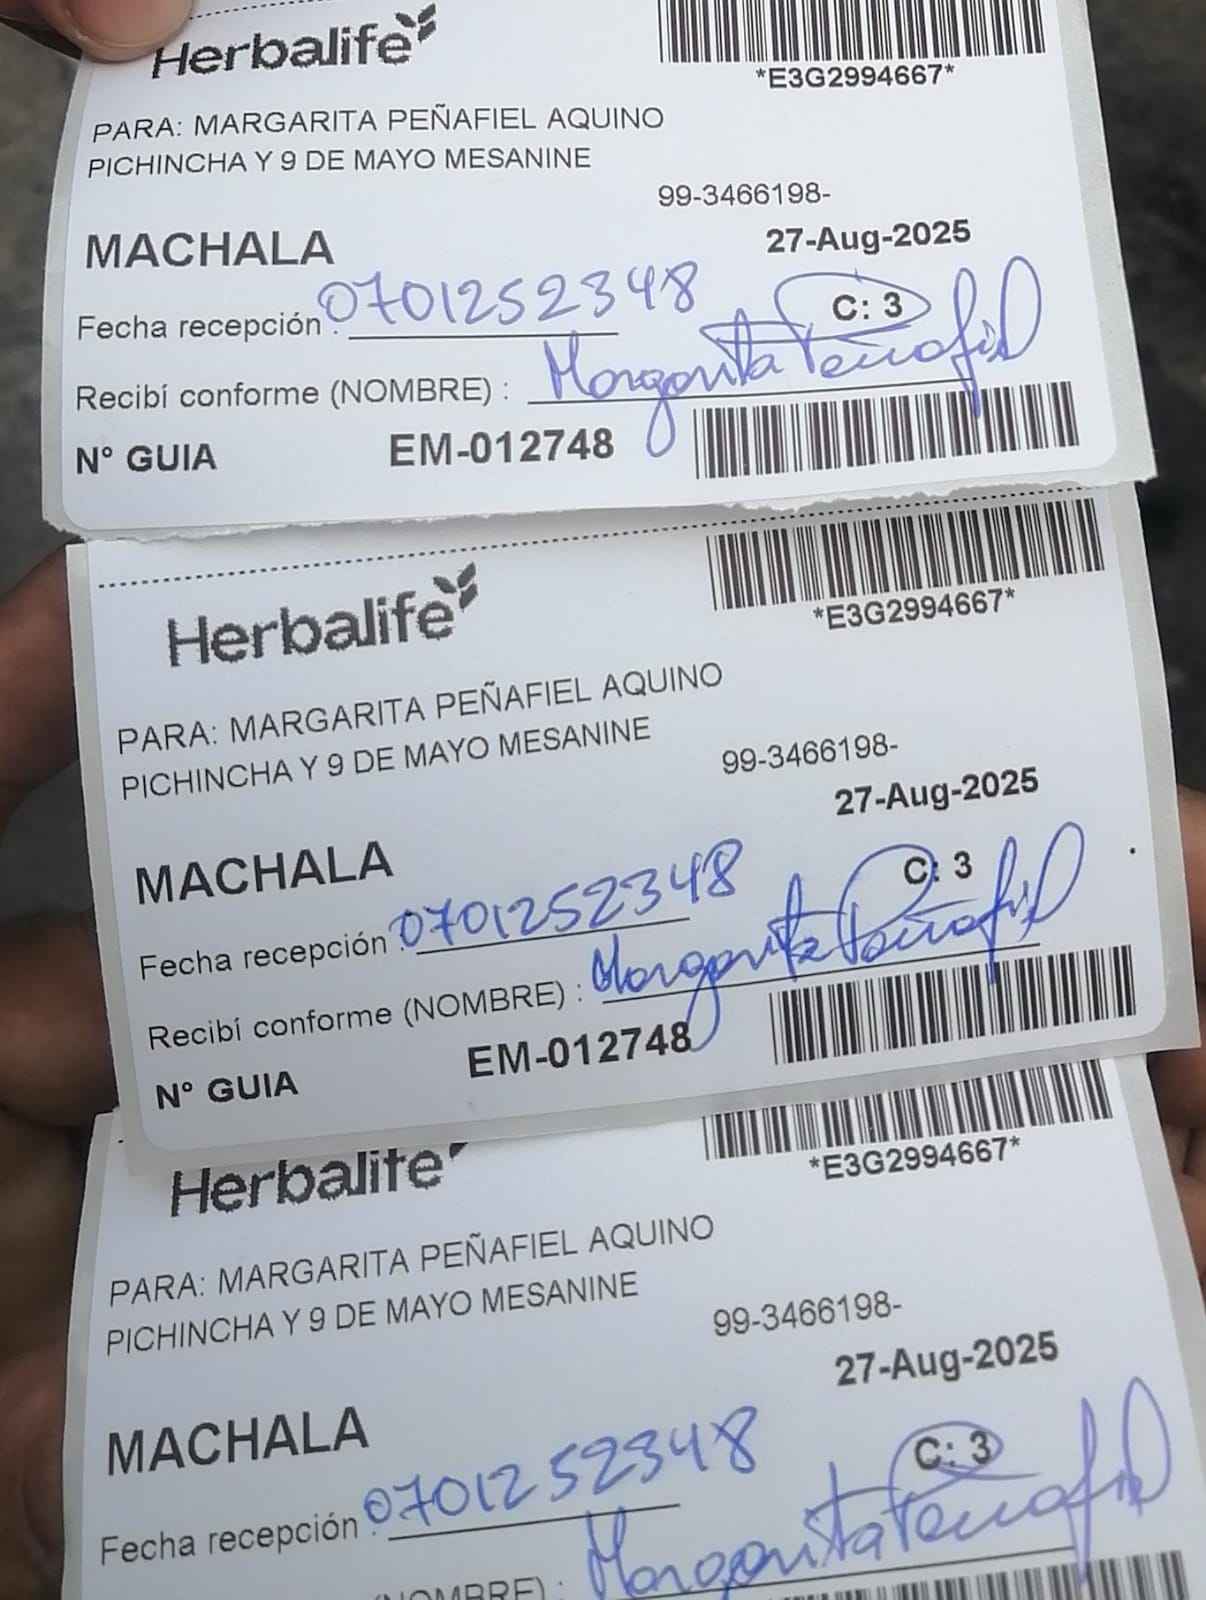 Herbalife
*E3G2994667*
PARA: MARGARITA PEÑAFIEL AQUINO
PICHINCHA Y 9 DE MAYO MESANINE
99-3466198-
MACHALA
27-Aug-2025
Fecha recepción : 0701252348
C: 3
Recibí conforme (NOMBRE) : Margarita Peñafiel
N° GUIA EM-012748
Herbalife
*E3G2994667*
PARA: MARGARITA PEÑAFIEL AQUINO
PICHINCHA Y 9 DE MAYO MESANINE
99-3466198-
27-Aug-2025
MACHALA
C: 3
Fecha recepción : 0701252348
Recibí conforme (NOMBRE) : Margarita Peñafiel
N° GUIA EM-012748
Herbalife
*E3G2994667*
PARA: MARGARITA PEÑAFIEL AQUINO
PICHINCHA Y 9 DE MAYO MESANINE
99-3466198-
27-Aug-2025
MACHALA
C: 3
Fecha recepción : 0701252348
(NOMBRE) : Margarita Peñafiel